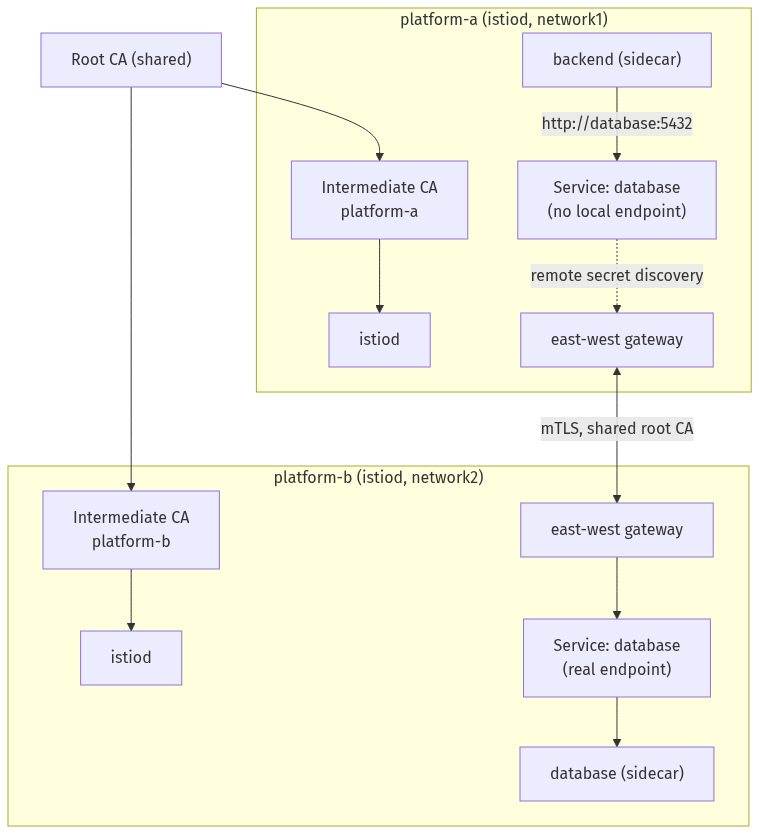 platform-a (istiod, network1)
Root CA (shared)
backend (sidecar)
http://database:5432
Intermediate CA
platform-a
Service: database
(no local endpoint)
remote secret discovery
istiod
east-west gateway
mTLS, shared root CA
platform-b (istiod, network2)
Intermediate CA
platform-b
east-west gateway
istiod
Service: database
(real endpoint)
database (sidecar)